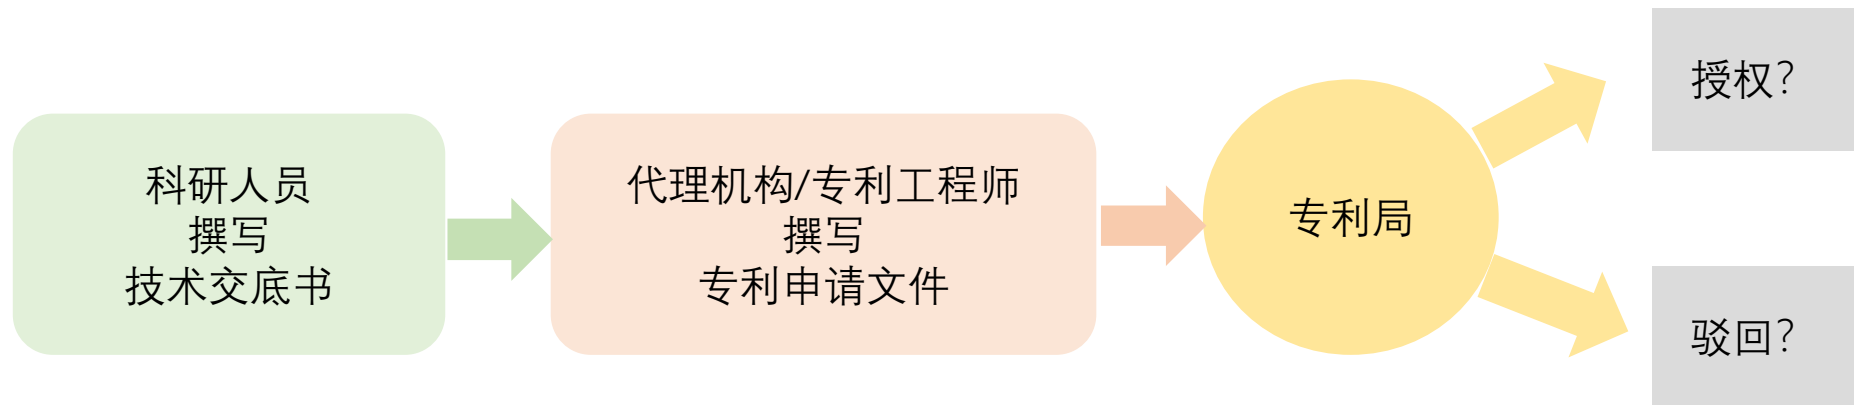 科研人员
撰写
技术交底书
代理机构/专利工程师
撰写
专利申请文件
专利局
授权?
驳回?